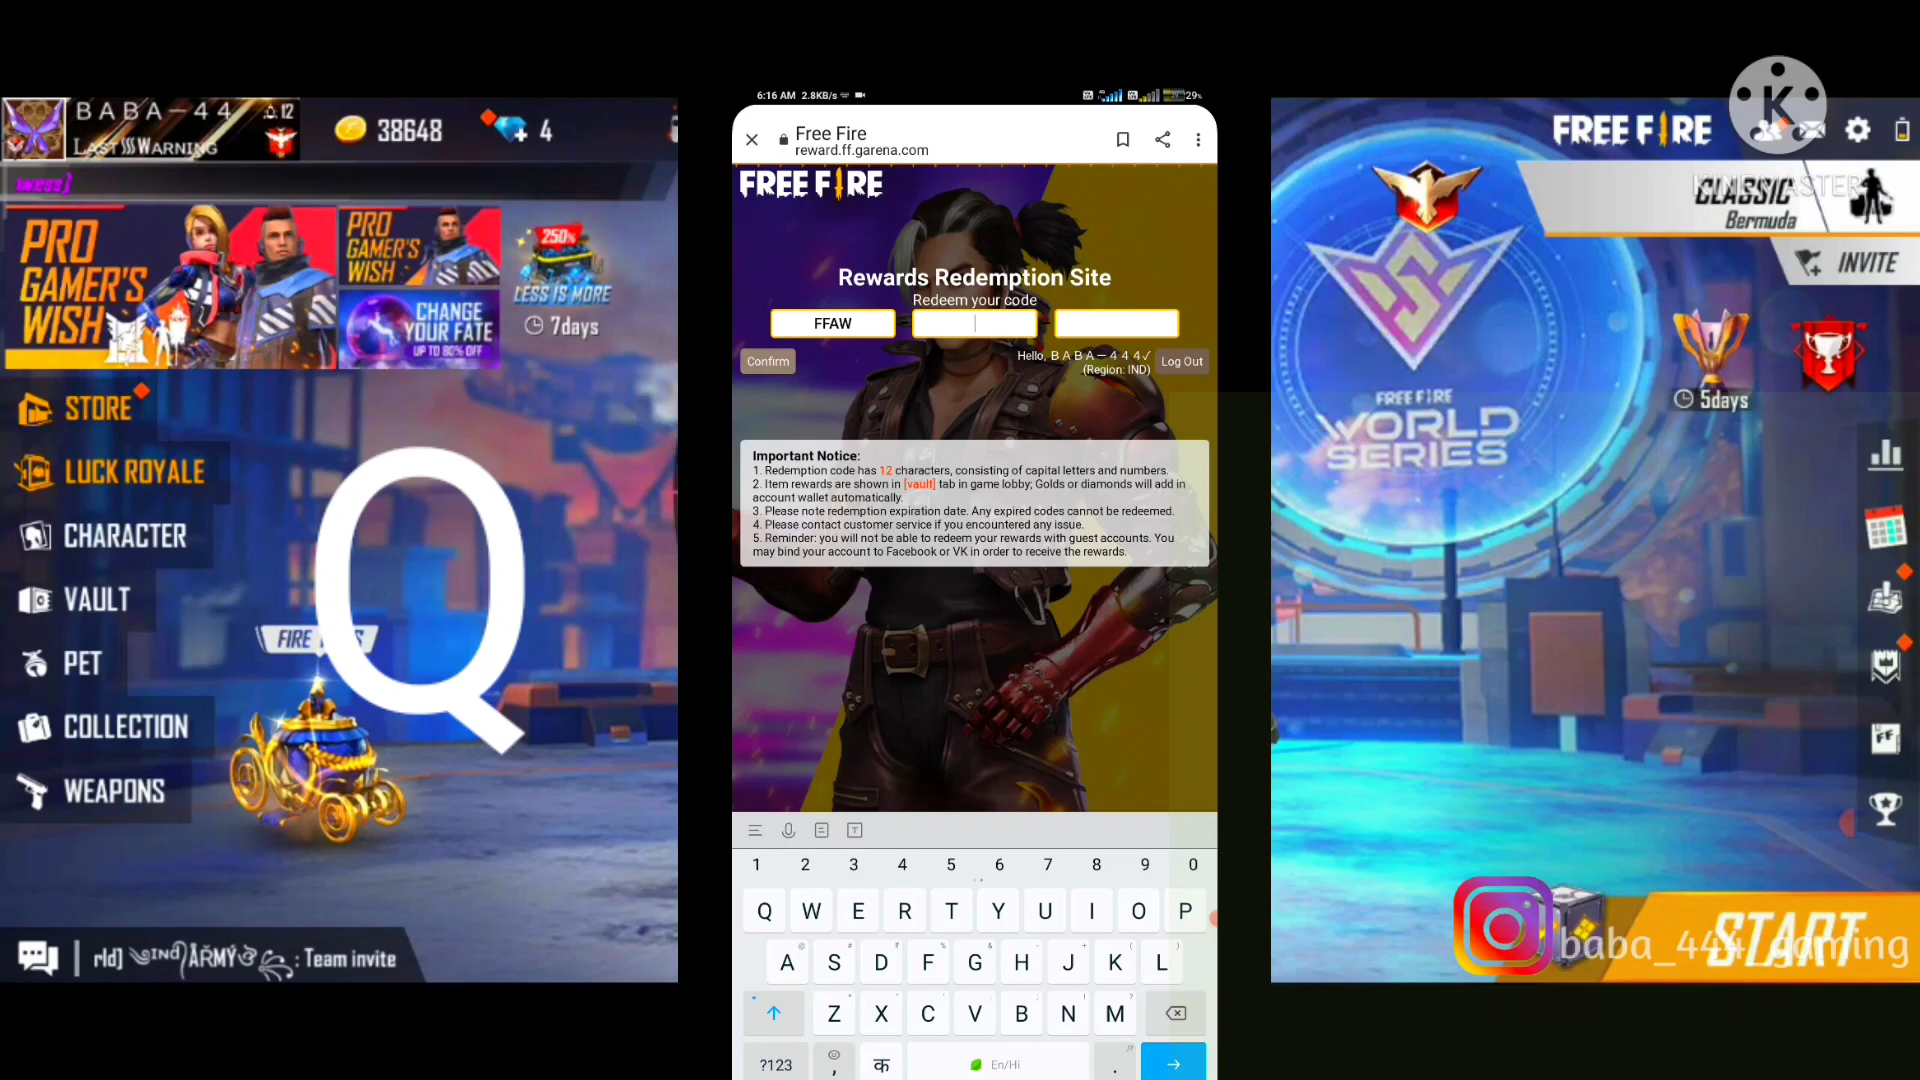 BABA-44
LAST SSS WARNING
12
38648
4
PRO
GAMER'S
WISH
PRO
GAMER'S
WISH
CHANGE
YOUR FATE
UP TO 80% OFF
250%
LESS IS MORE
7days
STORE
LUCK ROYALE
CHARACTER
VAULT
PET
COLLECTION
WEAPONS
FIRE
Q
: Team invite
6:16 AM 2.8KB/s
29%
Free Fire
reward.ff.garena.com
FREE FIRE
Rewards Redemption Site
Redeem your code
FFAW
Confirm
Hello, BABA-444✓
(Region: IND)
Log Out
Important Notice:
1. Redemption code has 12 characters, consisting of capital letters and numbers.
2. Item rewards are shown in [vault] tab in game lobby; Golds or diamonds will add in
account wallet automatically.
3. Please note redemption expiration date. Any expired codes cannot be redeemed.
4. Please contact customer service if you encountered any issue.
5. Reminder: you will not be able to redeem your rewards with guest accounts. You
may bind your account to Facebook or VK in order to receive the rewards.
1 2 3 4 5 6 7 8 9 0
Q W E R T Y U I O P
A S D F G H J K L
Z X C V B N M
?123 , क En/Hi .
FREE FIRE
K
KINEMASTER
CLASSIC
Bermuda
INVITE
FREE FIRE
WORLD
SERIES
5days
FF
START
baba_444_gaming